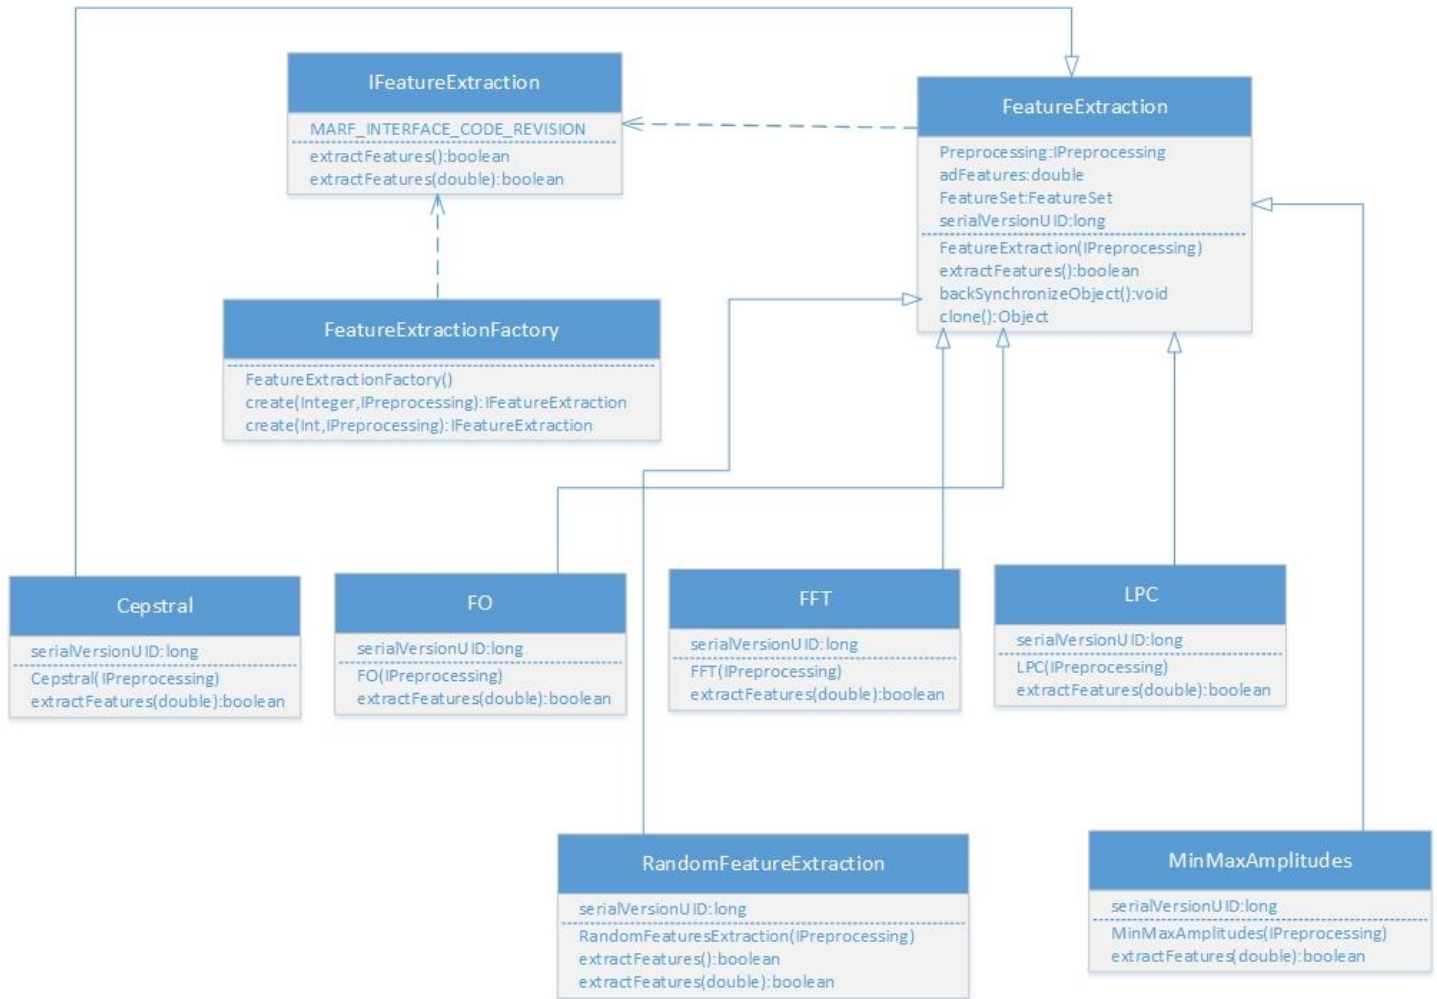 IFeatureExtraction
MARF_INTERFACE_CODE_REVISION
extractFeatures():boolean
extractFeatures(double):boolean
FeatureExtraction
Preprocessing:IPreprocessing
adFeatures:double
FeatureSet:FeatureSet
serialVersionUID:long
FeatureExtraction(IPreprocessing)
extractFeatures():boolean
backSynchronizeObject():void
clone():Object
FeatureExtractionFactory
FeatureExtractionFactory()
create(Integer,IPreprocessing):IFeatureExtraction
create(Int,IPreprocessing):IFeatureExtraction
Cepstral
serialVersionUID:long
Cepstral(IPreprocessing)
extractFeatures(double):boolean
FO
serialVersionUID:long
FO(IPreprocessing)
extractFeatures(double):boolean
FFT
serialVersionUID:long
FFT(IPreprocessing)
extractFeatures(double):boolean
LPC
serialVersionUID:long
LPC(IPreprocessing)
extractFeatures(double):boolean
RandomFeatureExtraction
serialVersionUID:long
RandomFeaturesExtraction(IPreprocessing)
extractFeatures():boolean
extractFeatures(double):boolean
MinMaxAmplitudes
serialVersionUID:long
MinMaxAmplitudes(IPreprocessing)
extractFeatures(double):boolean